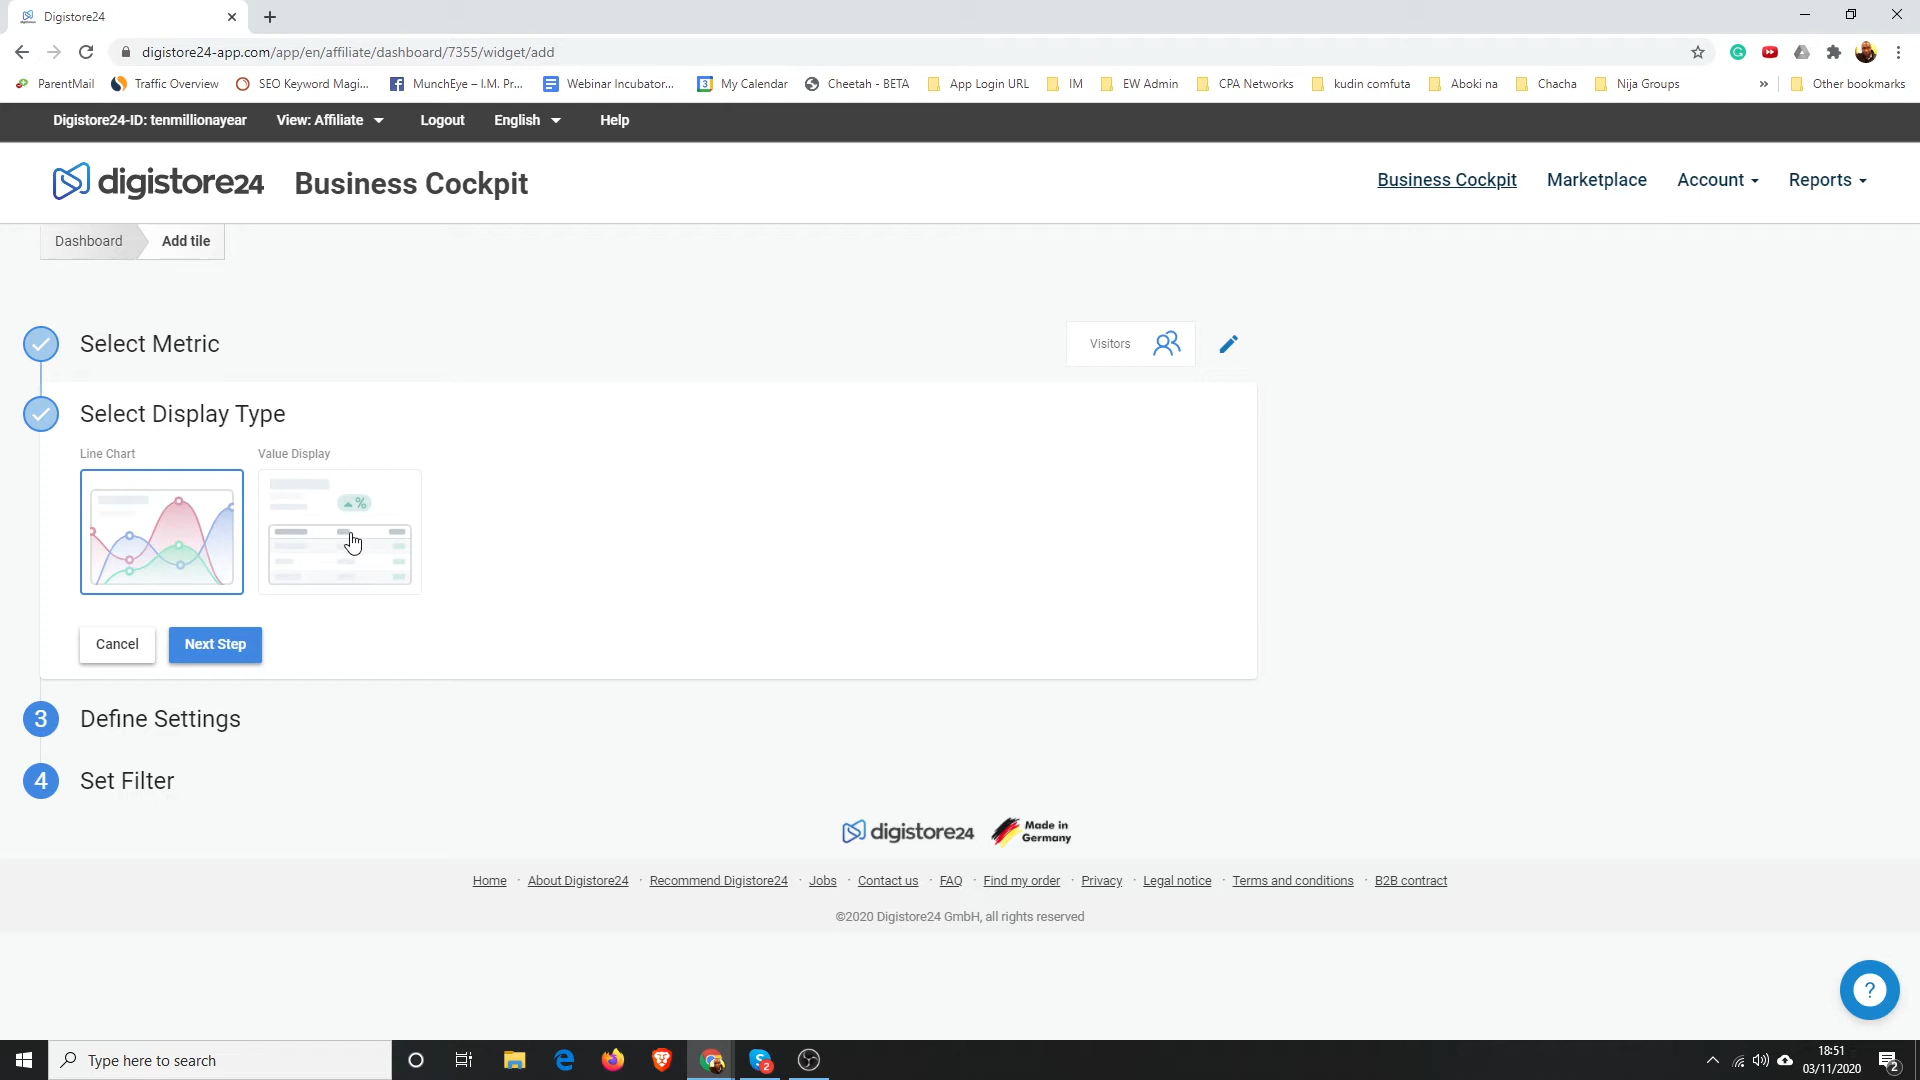 Digistore24
digistore24-app.com/app/en/affiliate/dashboard/7355/widget/add
ParentMail
Traffic Overview
SEO Keyword Magi...
MunchEye – I.M. Pr...
Webinar Incubator...
3
My Calendar
Cheetah - BETA
App Login URL
IM
EW Admin
CPA Networks
kudin comfuta
Aboki na
Chacha
Nija Groups
»
Other bookmarks
Digistore24-ID: tenmillionayear
View: Affiliate
Logout
English
Help
digistore24
Business Cockpit
Business Cockpit
Marketplace
Account
Reports
Dashboard
Add tile
Select Metric
Visitors
Select Display Type
Line Chart
Value Display
%
Cancel
Next Step
3
Define Settings
4
Set Filter
digistore24
Made in
Germany
Home · About Digistore24 · Recommend Digistore24 · Jobs · Contact us · FAQ · Find my order · Privacy · Legal notice · Terms and conditions · B2B contract
©2020 Digistore24 GmbH, all rights reserved
?
Type here to search
2
18:51
03/11/2020
2